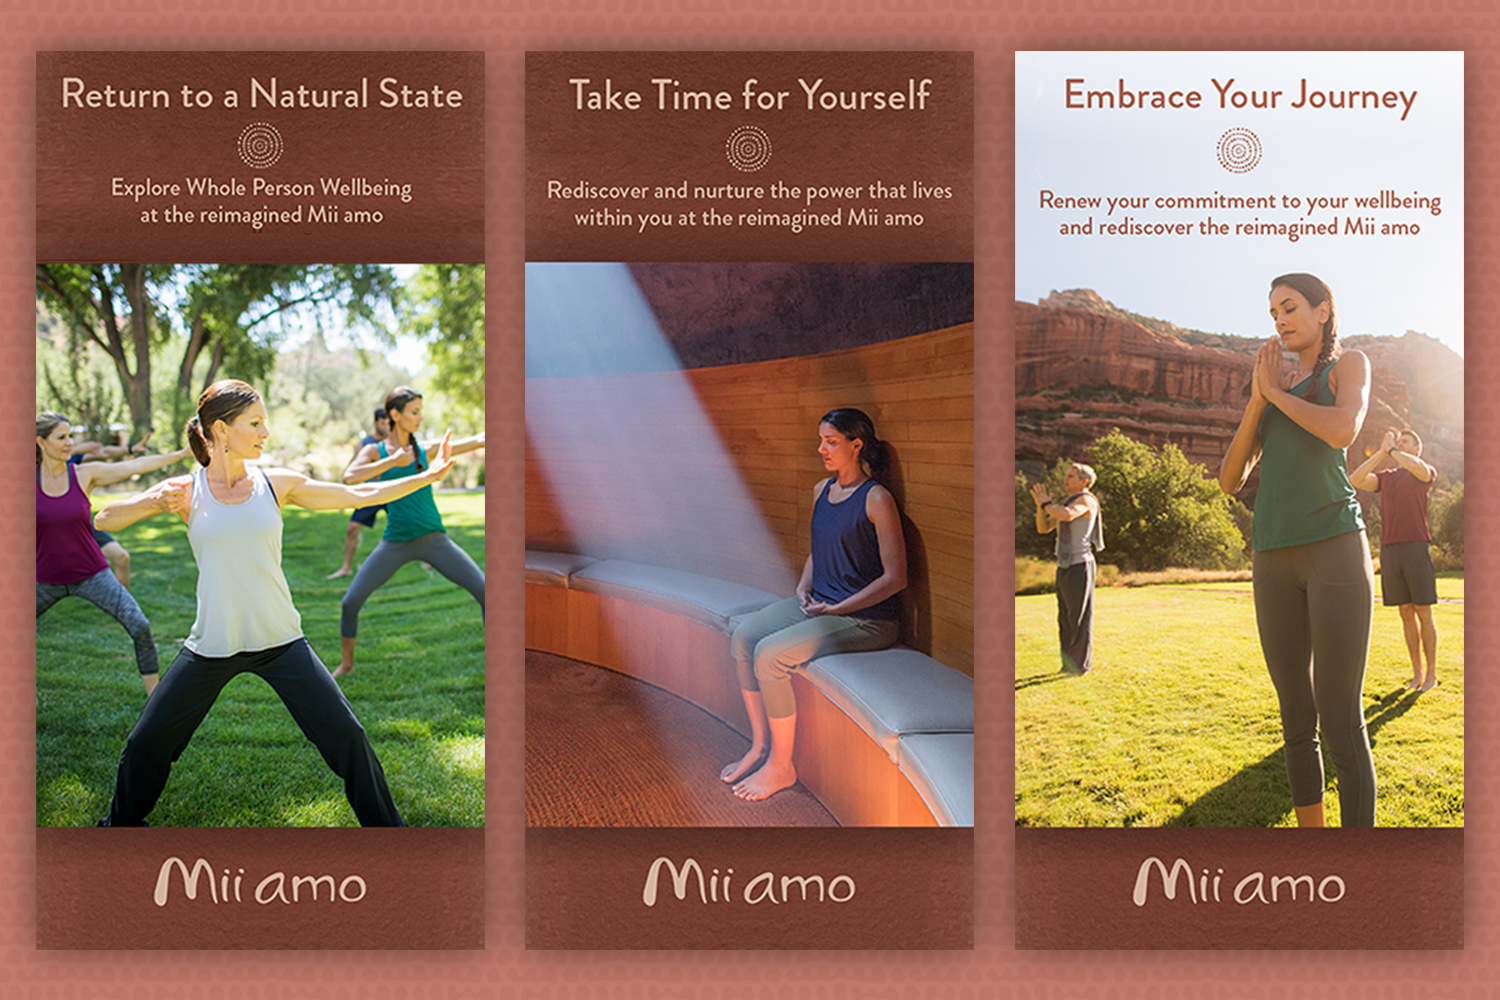 Return to a Natural State
Explore Whole Person Wellbeing
at the reimagined Mii amo
Mii amo
Take Time for Yourself
Rediscover and nurture the power that lives
within you at the reimagined Mii amo
Mii amo
Embrace Your Journey
Renew your commitment to your wellbeing
and rediscover the reimagined Mii amo
Mii amo